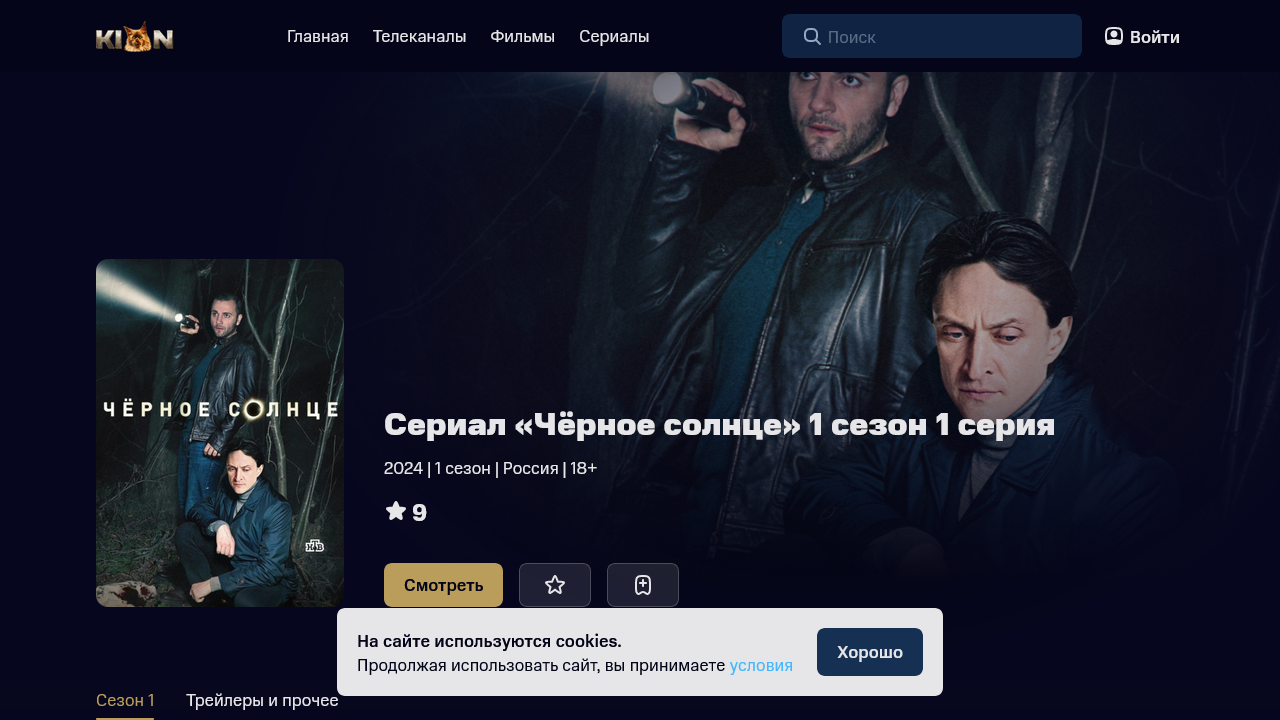 KION
Главная
Телеканалы
Фильмы
Сериалы
Поиск
Войти
ЧЁРНОЕ СОЛНЦЕ
НТВ
Сериал «Чёрное солнце» 1 сезон 1 серия
2024 | 1 сезон | Россия | 18+
9
Смотреть
На сайте используются cookies.
Продолжая использовать сайт, вы принимаете условия
Хорошо
Сезон 1
Трейлеры и прочее